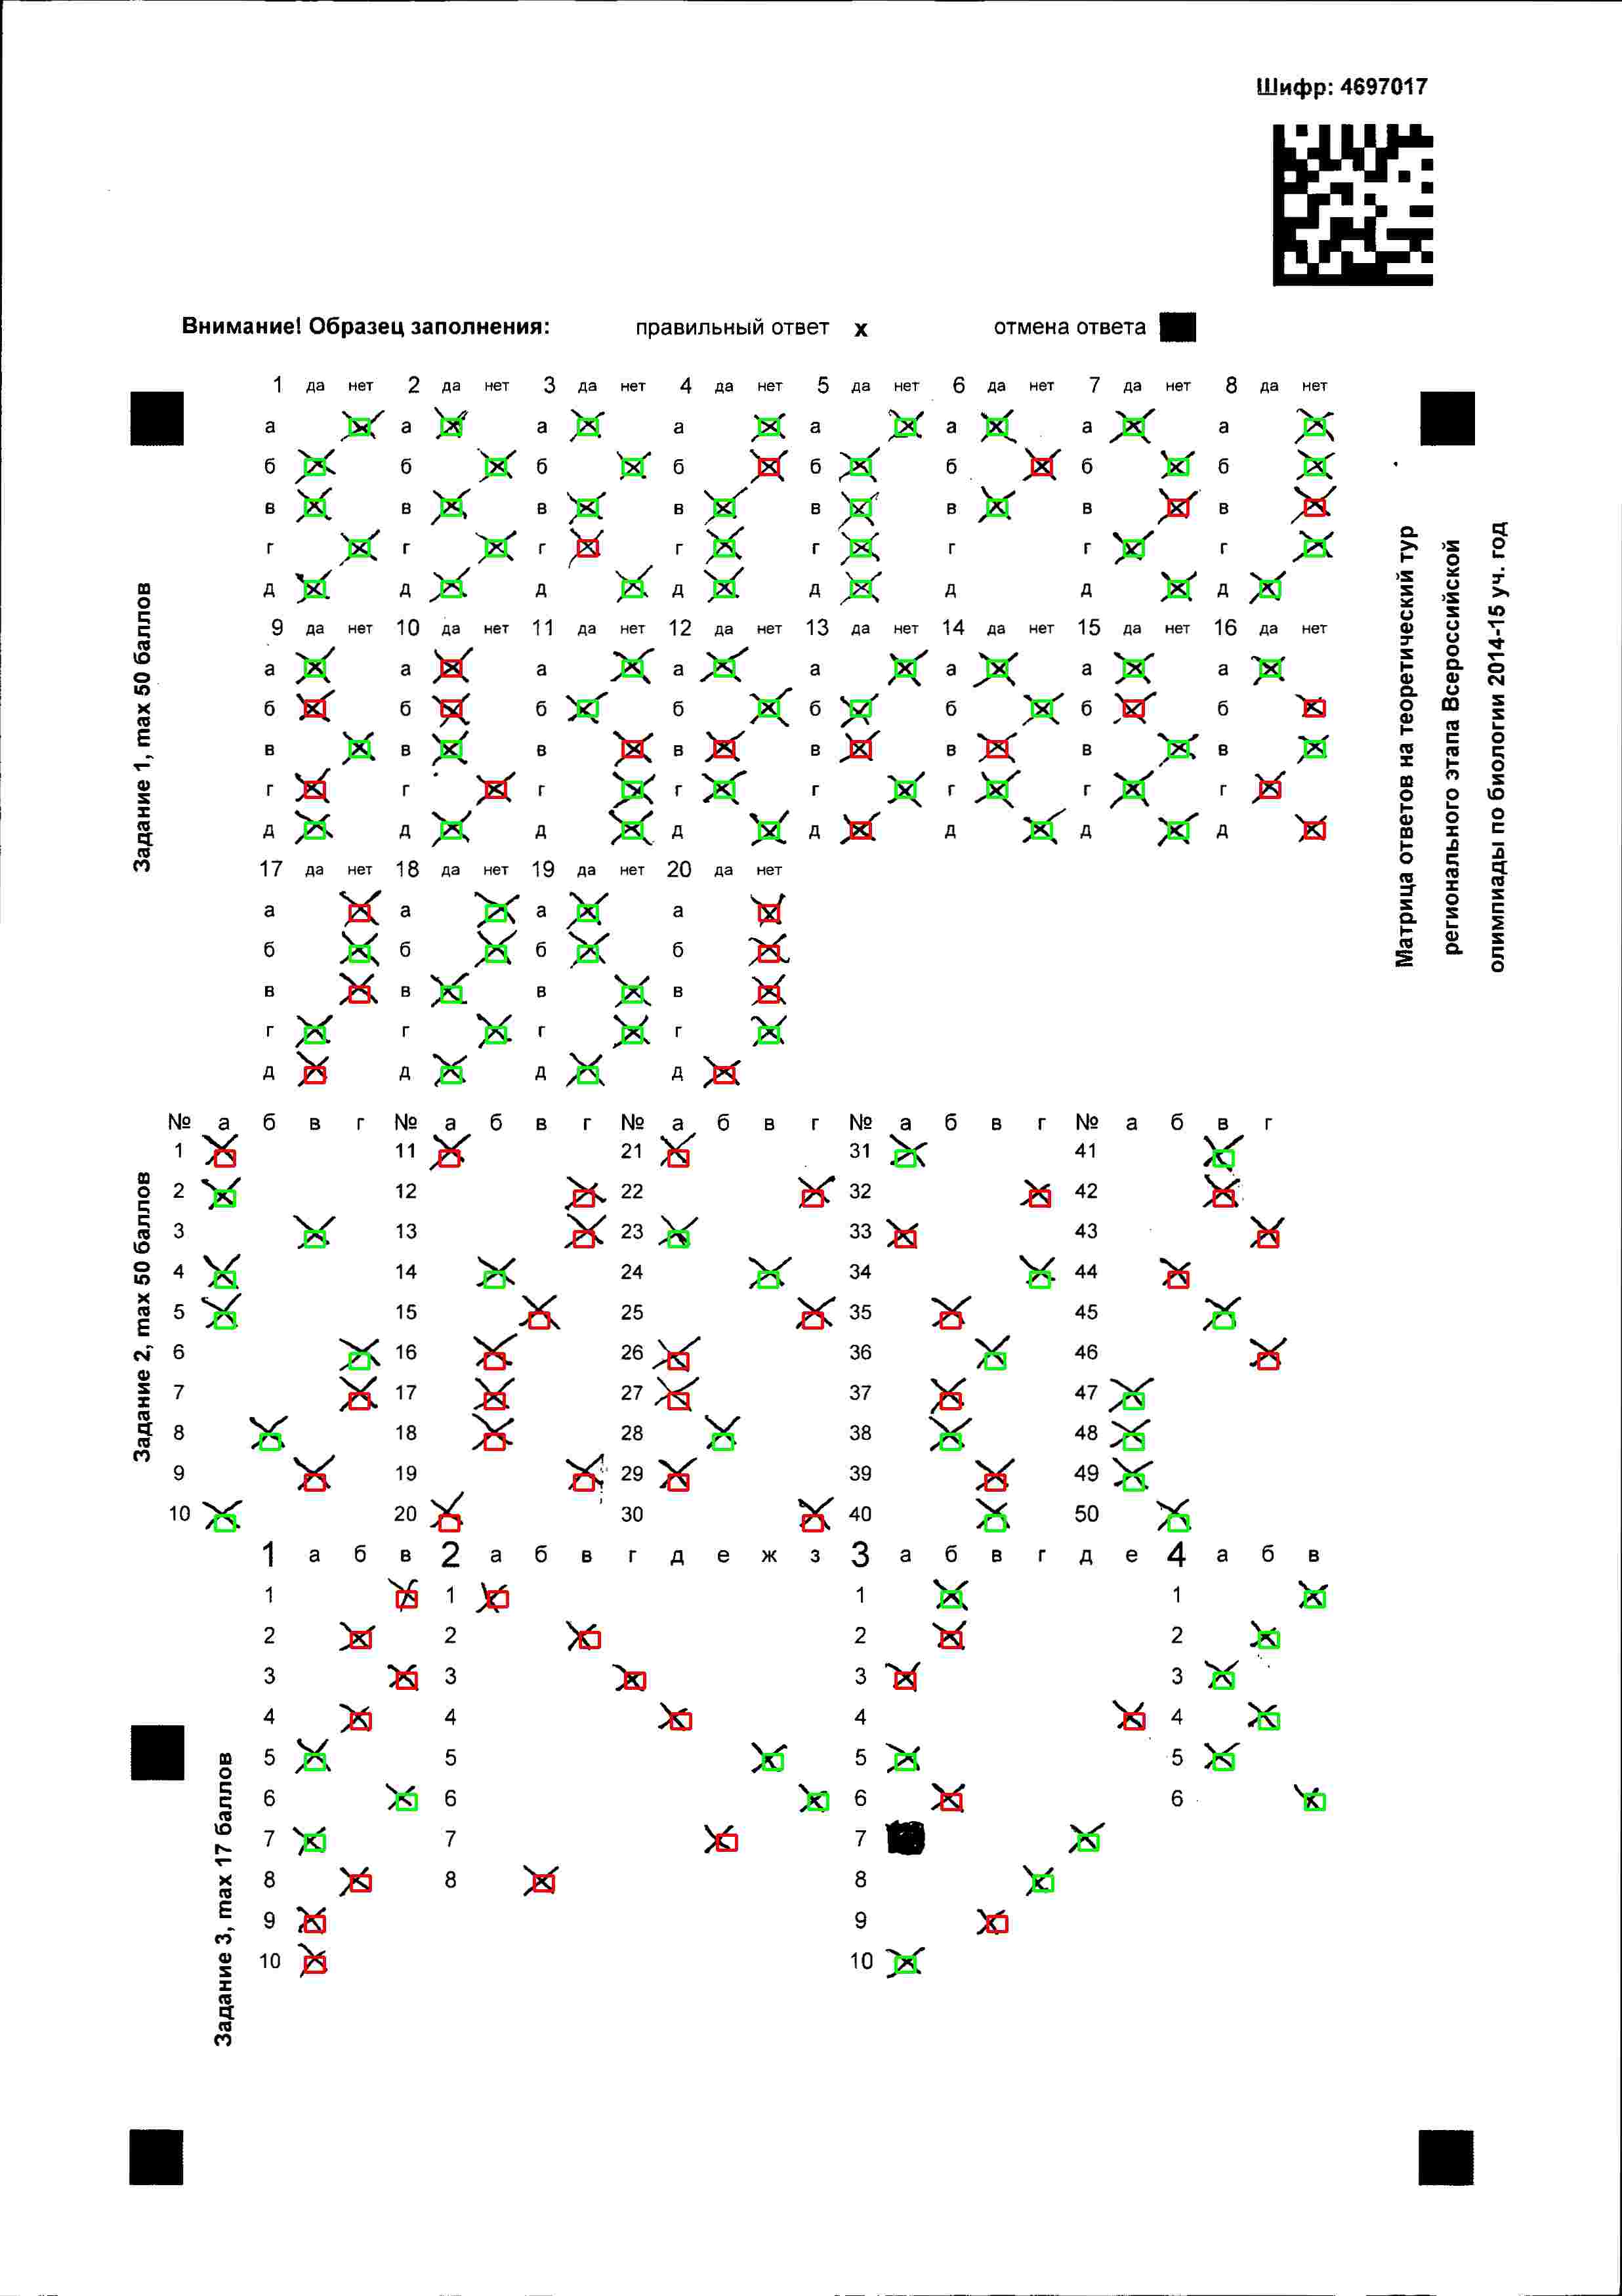 Шифр: 4697017
Внимание! Образец заполнения: правильный ответ х отмена ответа
1 да нет 2 да нет 3 да нет 4 да нет 5 да нет 6 да нет 7 да нет 8 да нет
а а а а а а а а
б б б б б б б б
в в в в в в в в
г г г г г г г г
д д д д д д д д
9 да нет 10 да нет 11 да нет 12 да нет 13 да нет 14 да нет 15 да нет 16 да нет
а а а а а а а а
б б б б б б б б
в в в в в в в в
г г г г г г г г
д д д д д д д д
17 да нет 18 да нет 19 да нет 20 да нет
а а а а
б б б б
в в в в
г г г г
д д д д
Задание 1, max 50 баллов
Матрица ответов на теоретический тур
регионального этапа Всероссийской
олимпиады по биологии 2014-15 уч. год
№ а б в г № а б в г № а б в г № а б в г № а б в г
1 11 21 31 41
2 12 22 32 42
3 13 23 33 43
4 14 24 34 44
5 15 25 35 45
6 16 26 36 46
7 17 27 37 47
8 18 28 38 48
9 19 29 39 49
10 20 30 40 50
Задание 2, max 50 баллов
1 а б в 2 а б в г д е ж з 3 а б в г д е 4 а б в
1 1 1 1
2 2 2 2
3 3 3 3
4 4 4 4
5 5 5 5
6 6 6 6
7 7 7
8 8 8
9 9
10 10
Задание 3, max 17 баллов